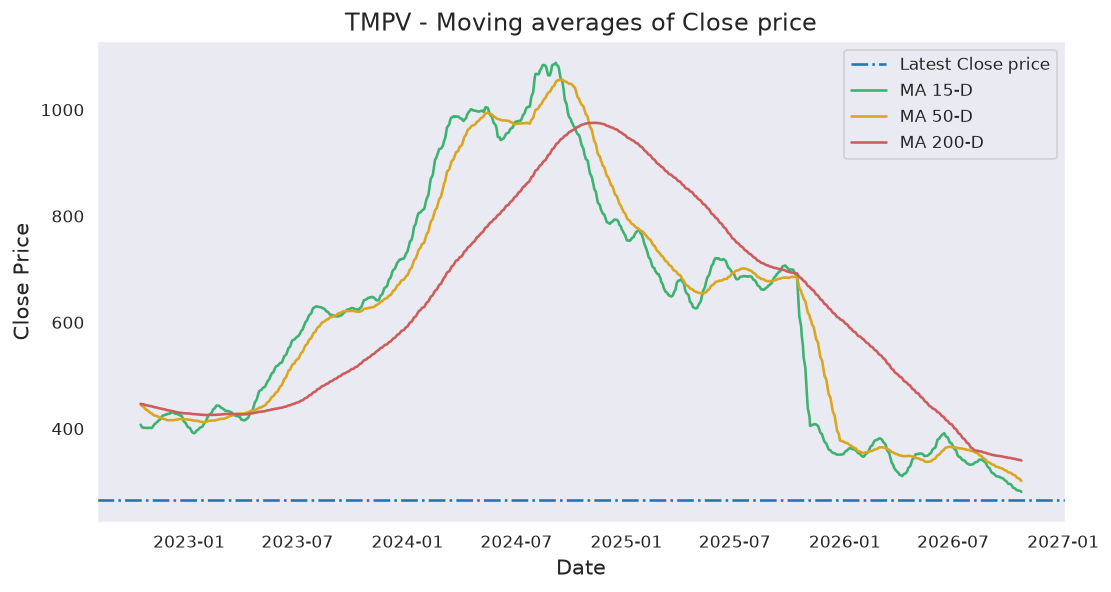 TMPV - Moving averages of Close price
Latest Close price
MA 15-D
MA 50-D
MA 200-D
Close Price
1000
800
600
400
2023-01
2023-07
2024-01
2024-07
2025-01
2025-07
2026-01
2026-07
2027-01
Date